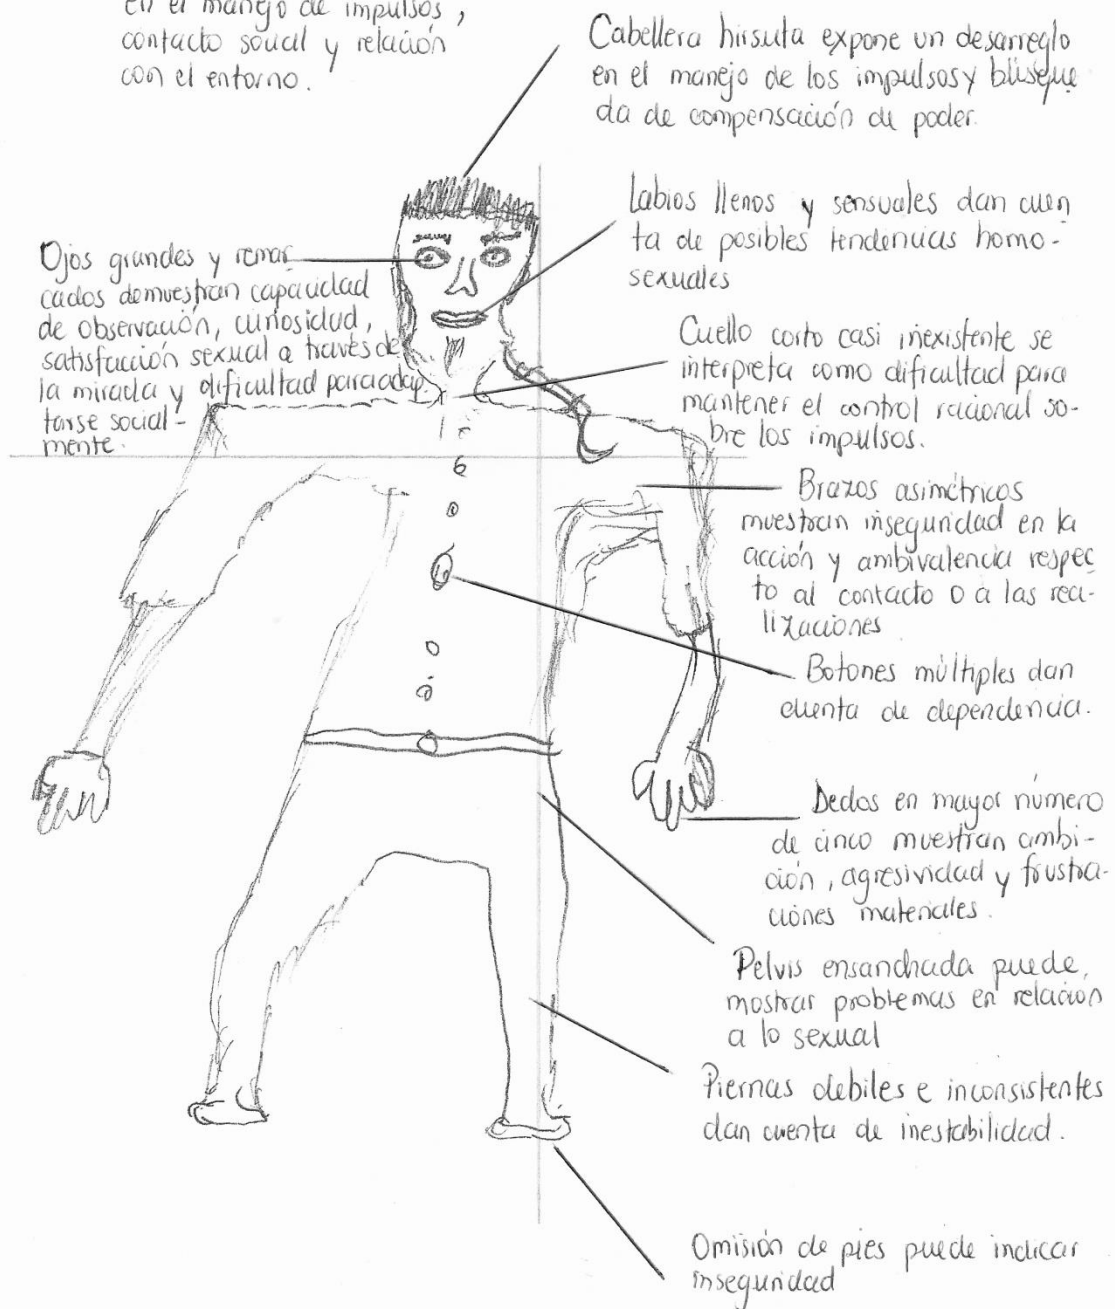 en el manejo de impulsos,
contacto social y relación
con el entorno.
Cabellera hirsuta expone un desarreglo
en el manejo de los impulsos y búsque
da de compensación de poder.
Labios llenos y sensuales dan cuen
ta de posibles tendencias homo-
sexuales
Ojos grandes y remar
cados demuestran capacidad
de observación, curiosidad,
satisfacción sexual a través de
la mirada y dificultad para adap
tarse social-
mente.
Cuello corto casi inexistente se
interpreta como dificultad para
mantener el control racional so-
bre los impulsos.
Brazos asimétricos
muestran inseguridad en la
acción y ambivalencia respec
to al contacto o a las rea-
lizaciones
Botones múltiples dan
cuenta de dependencia.
Dedos en mayor número
de cinco muestran ambi-
ción, agresividad y frustra-
ciones materiales.
Pelvis ensanchada puede,
mostrar problemas en relación
a lo sexual
Piernas debiles e inconsistentes
dan cuenta de inestabilidad.
Omisión de pies puede indicar
inseguridad